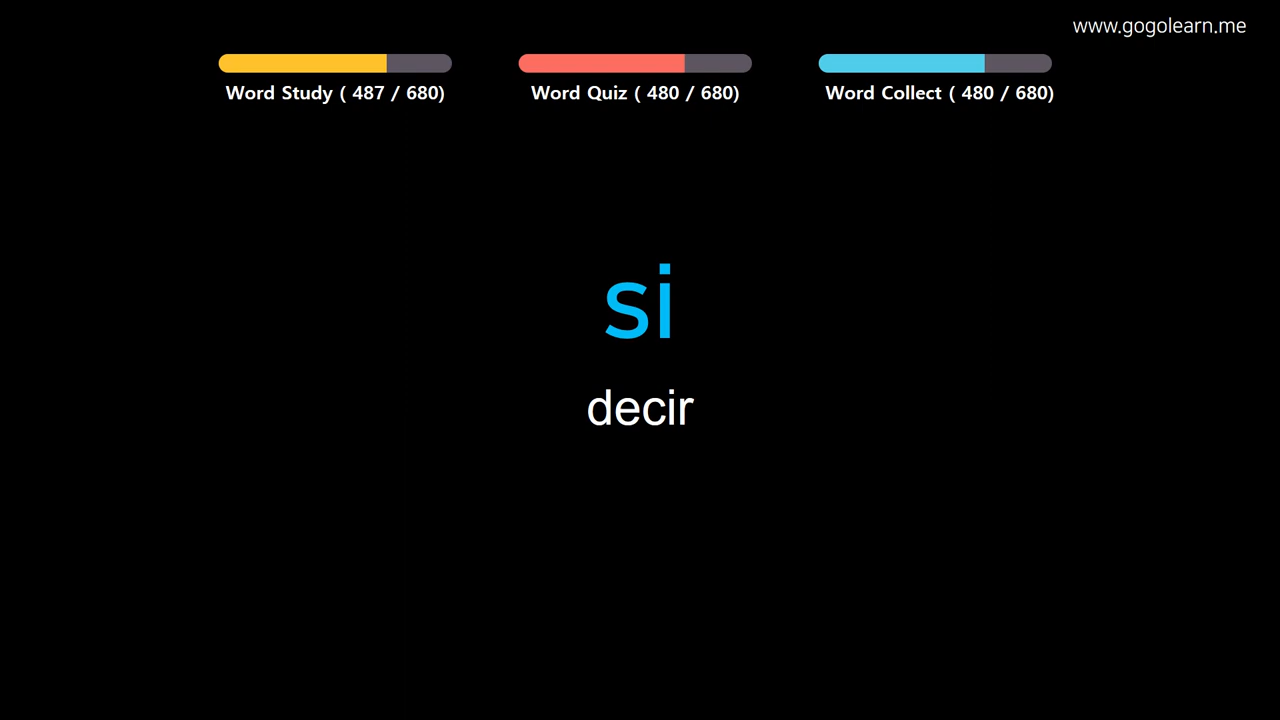 www.gogolearn.me
Word Study ( 487 / 680)
Word Quiz ( 480 / 680)
Word Collect ( 480 / 680)
si
decir